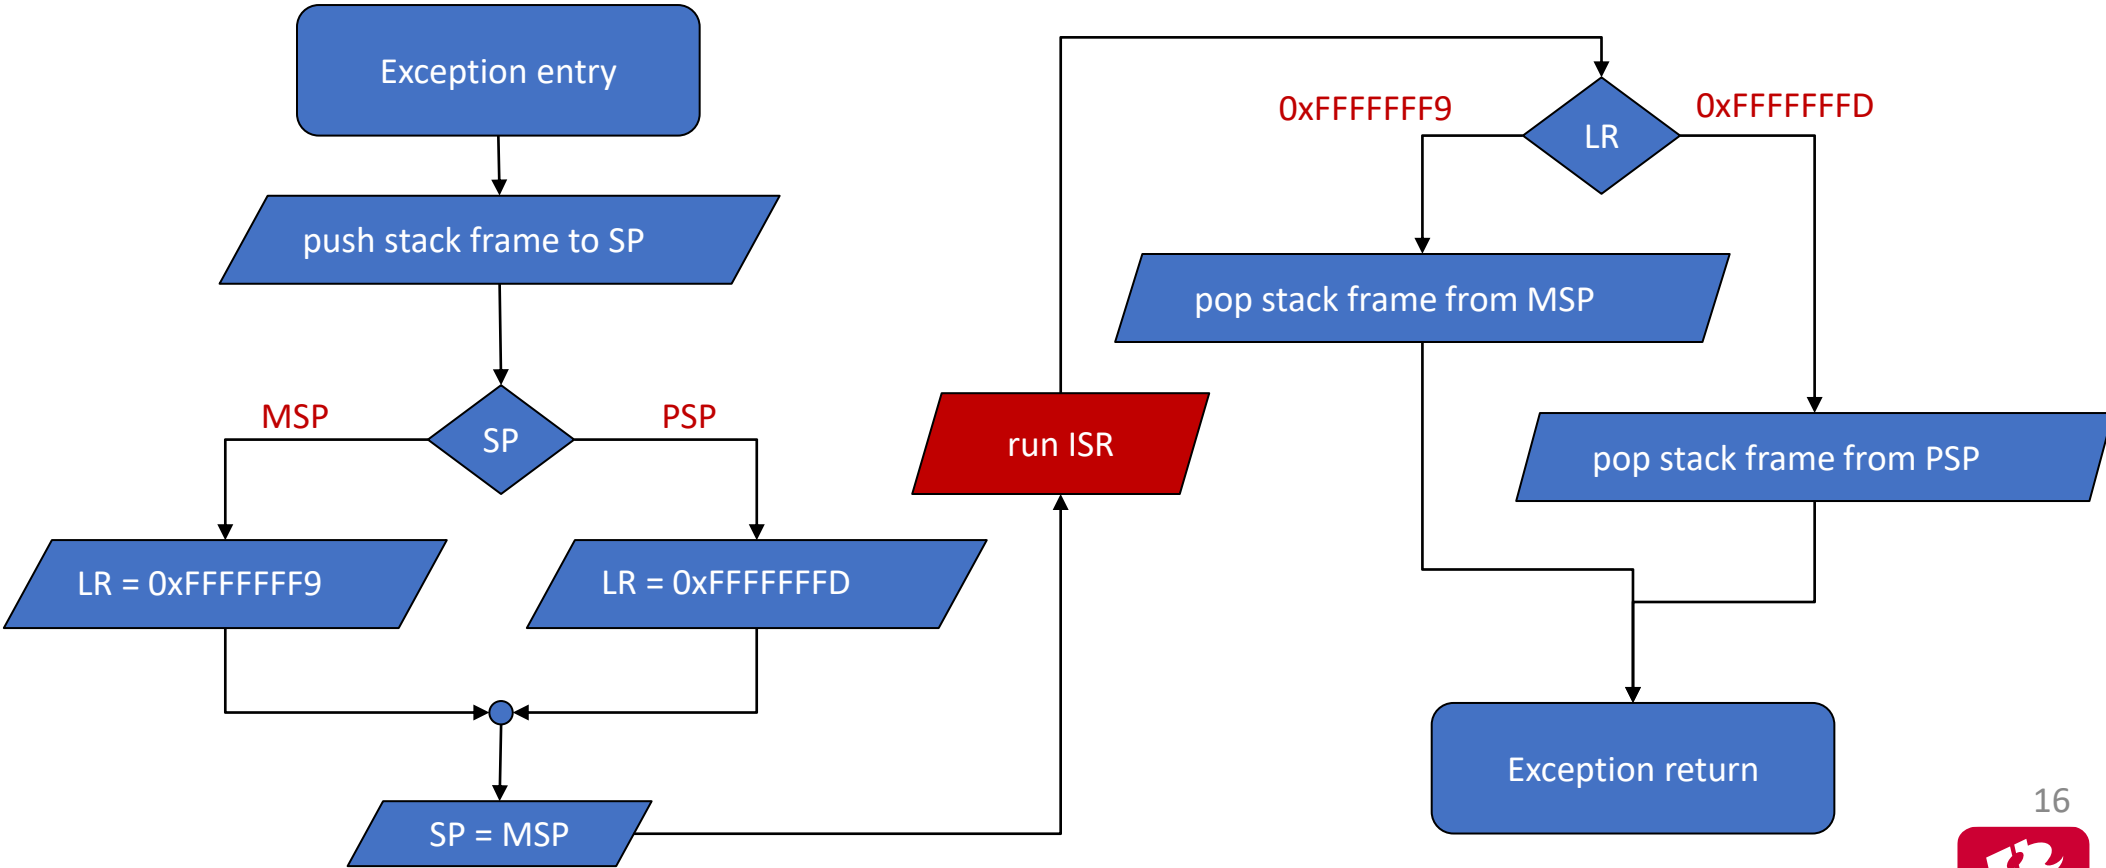 Exception entry
push stack frame to SP
MSP
SP
PSP
LR = 0xFFFFFFF9
LR = 0xFFFFFFFD
SP = MSP
run ISR
0xFFFFFFF9
LR
0xFFFFFFFD
pop stack frame from MSP
pop stack frame from PSP
Exception return
16